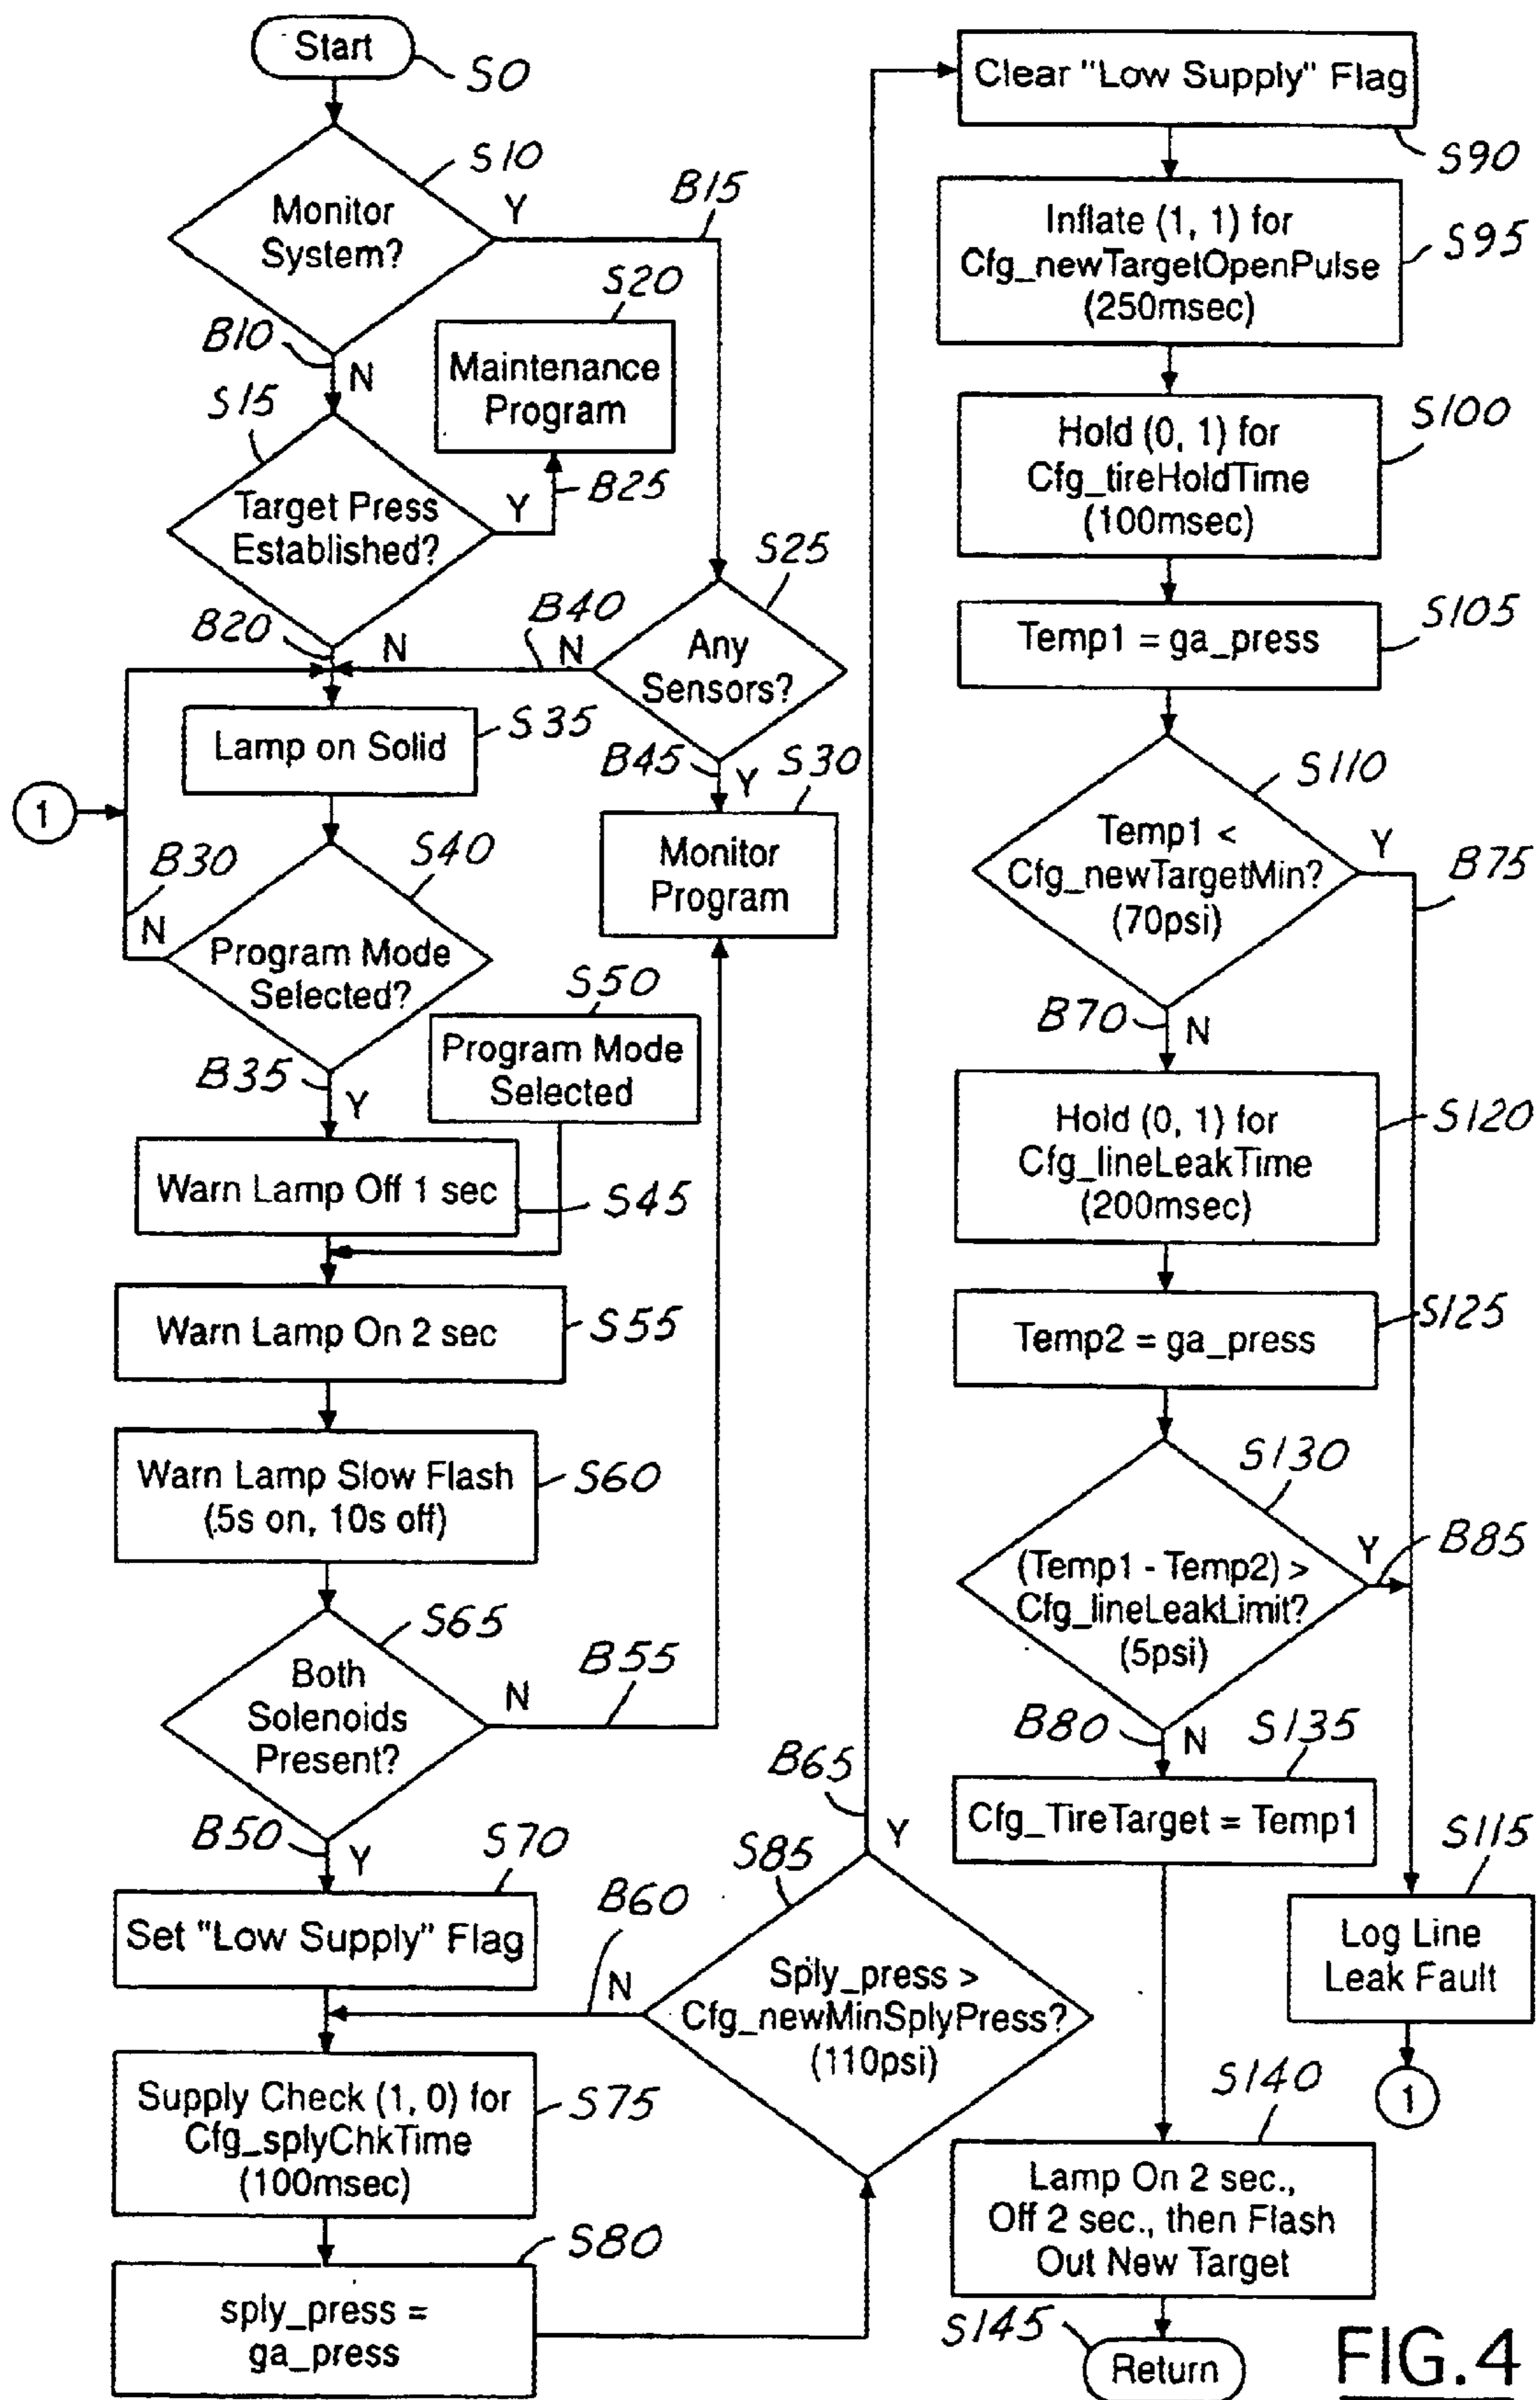 Start
S0
S10
Monitor
System?
Y
B15
B10
N
S20
Maintenance
Program
S15
Target Press
Established?
Y
B25
B20
N
S25
Any
Sensors?
B40
N
B45
Y
S30
Monitor
Program
Lamp on Solid
S35
1
B30
N
S40
Program Mode
Selected?
B35
Y
S50
Program Mode
Selected
Warn Lamp Off 1 sec
S45
Warn Lamp On 2 sec
S55
Warn Lamp Slow Flash
(.5s on, 10s off)
S60
S65
Both
Solenoids
Present?
N
B55
B50
Y
S70
Set "Low Supply" Flag
B60
N
Supply Check (1, 0) for
Cfg_splyChkTime
(100msec)
S75
S80
sply_press =
ga_press
S85
Sply_press >
Cfg_newMinSplyPress?
(110psi)
B65
Y
Clear "Low Supply" Flag
S90
Inflate (1, 1) for
Cfg_newTargetOpenPulse
(250msec)
S95
Hold (0, 1) for
Cfg_tireHoldTime
(100msec)
S100
Temp1 = ga_press
S105
S110
Temp1 <
Cfg_newTargetMin?
(70psi)
Y
B75
B70
N
Hold (0, 1) for
Cfg_lineLeakTime
(200msec)
S120
Temp2 = ga_press
S125
S130
(Temp1 - Temp2) >
Cfg_lineLeakLimit?
(5psi)
Y
B85
B80
N
S135
Cfg_TireTarget = Temp1
S115
Log Line
Leak Fault
1
S140
Lamp On 2 sec.,
Off 2 sec., then Flash
Out New Target
S145
Return
FIG.4